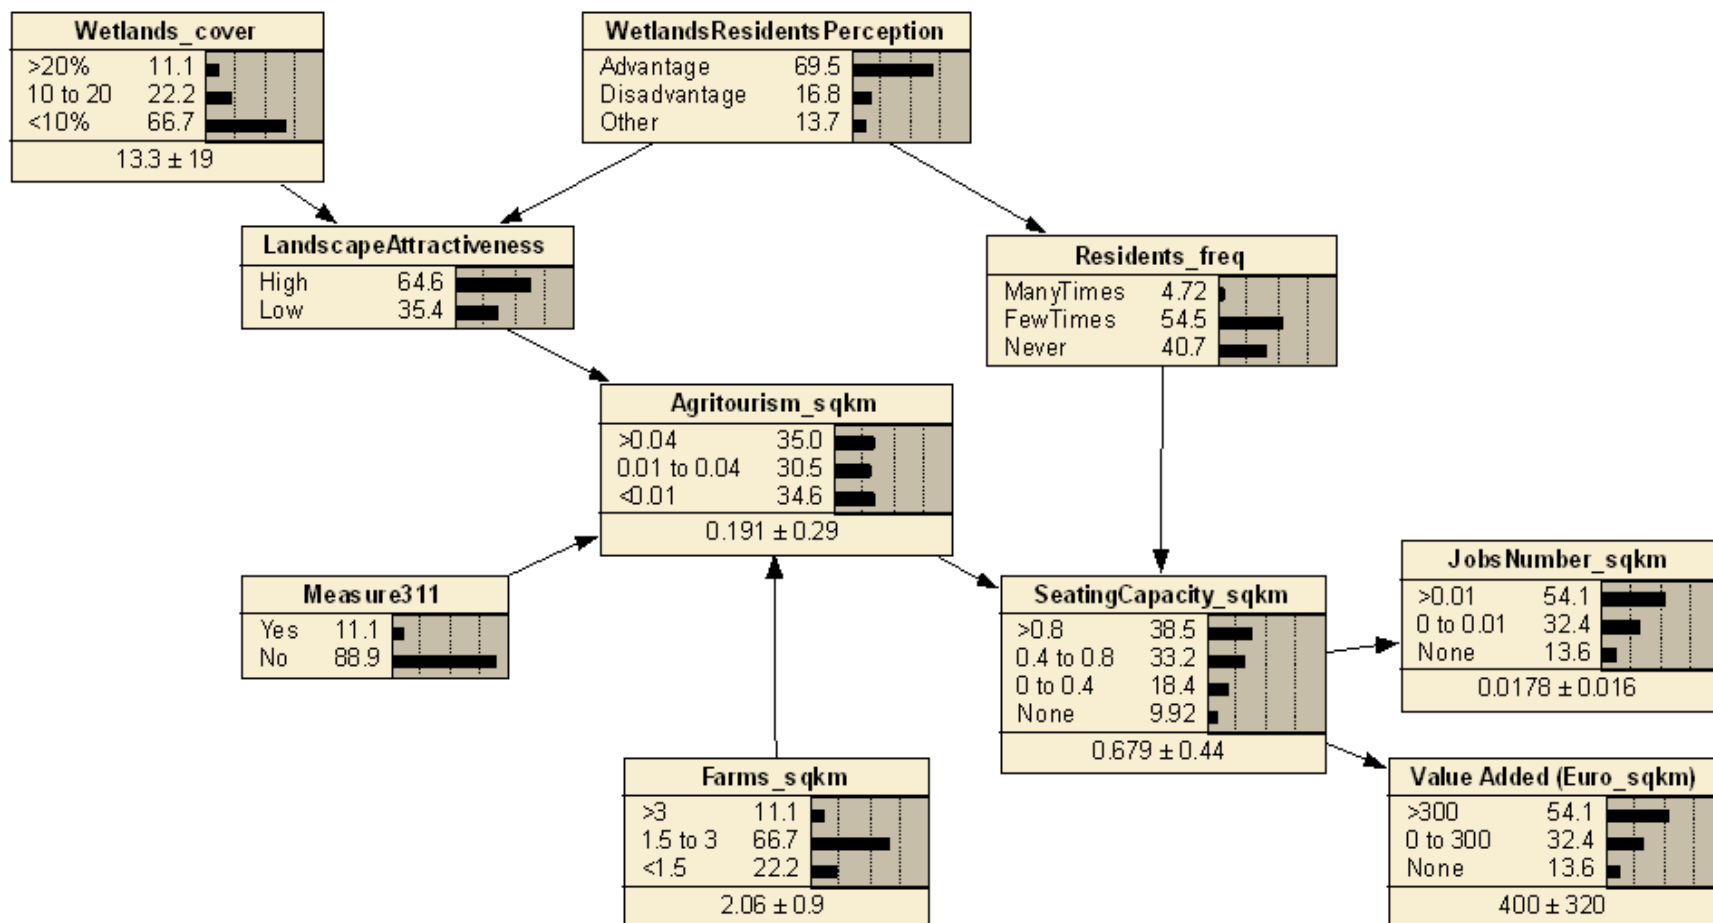 Wetlands_cover
>20% 11.1
10 to 20 22.2
<10% 66.7
13.3 ± 19
WetlandsResidentsPerception
Advantage 69.5
Disadvantage 16.8
Other 13.7
LandscapeAttractiveness
High 64.6
Low 35.4
Residents_freq
ManyTimes 4.72
FewTimes 54.5
Never 40.7
Agritourism_sqkm
>0.04 35.0
0.01 to 0.04 30.5
<0.01 34.6
0.191 ± 0.29
Measure311
Yes 11.1
No 88.9
SeatingCapacity_sqkm
>0.8 38.5
0.4 to 0.8 33.2
0 to 0.4 18.4
None 9.92
0.679 ± 0.44
JobsNumber_sqkm
>0.01 54.1
0 to 0.01 32.4
None 13.6
0.0178 ± 0.016
Farms_sqkm
>3 11.1
1.5 to 3 66.7
<1.5 22.2
2.06 ± 0.9
Value Added (Euro_sqkm)
>300 54.1
0 to 300 32.4
None 13.6
400 ± 320